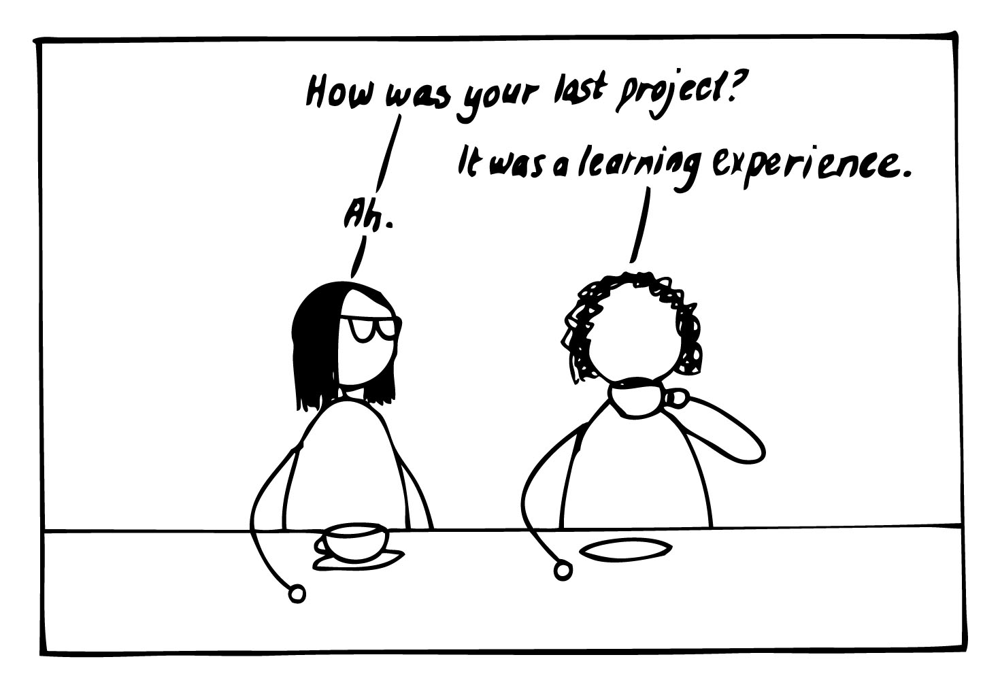 How was your last project?
It was a learning experience.
Ah.